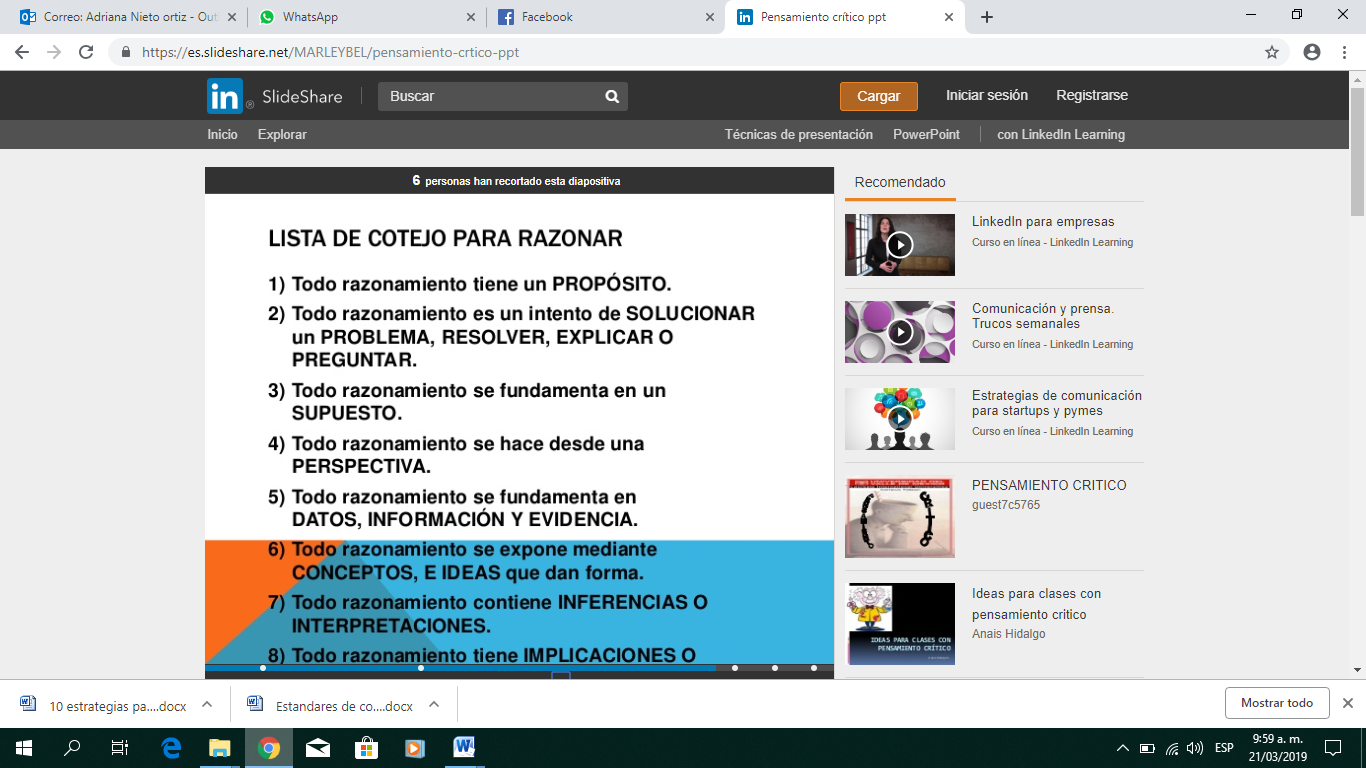 Correo: Adriana Nieto ortiz - Out
WhatsApp
Facebook
Pensamiento crítico ppt
https://es.slideshare.net/MARLEYBEL/pensamiento-crtico-ppt
in® SlideShare
Buscar
Cargar
Iniciar sesión
Registrarse
Inicio
Explorar
Técnicas de presentación
PowerPoint
con LinkedIn Learning
6 personas han recortado esta diapositiva
LISTA DE COTEJO PARA RAZONAR
1) Todo razonamiento tiene un PROPÓSITO.
2) Todo razonamiento es un intento de SOLUCIONAR
un PROBLEMA, RESOLVER, EXPLICAR O
PREGUNTAR.
3) Todo razonamiento se fundamenta en un
SUPUESTO.
4) Todo razonamiento se hace desde una
PERSPECTIVA.
5) Todo razonamiento se fundamenta en
DATOS, INFORMACIÓN Y EVIDENCIA.
6) Todo razonamiento se expone mediante
CONCEPTOS, E IDEAS que dan forma.
7) Todo razonamiento contiene INFERENCIAS O
INTERPRETACIONES.
8) Todo razonamiento tiene IMPLICACIONES O
Recomendado
LinkedIn para empresas
Curso en línea - LinkedIn Learning
Comunicación y prensa.
Trucos semanales
Curso en línea - LinkedIn Learning
Estrategias de comunicación
para startups y pymes
Curso en línea - LinkedIn Learning
PENSAMIENTO CRITICO
guest7c5765
IDEAS PARA CLASES CON
PENSAMIENTO CRÍTICO
Ideas para clases con
pensamiento crítico
Anais Hidalgo
10 estrategias pa....docx
Estandares de co....docx
Mostrar todo
ESP
9:59 a. m.
21/03/2019